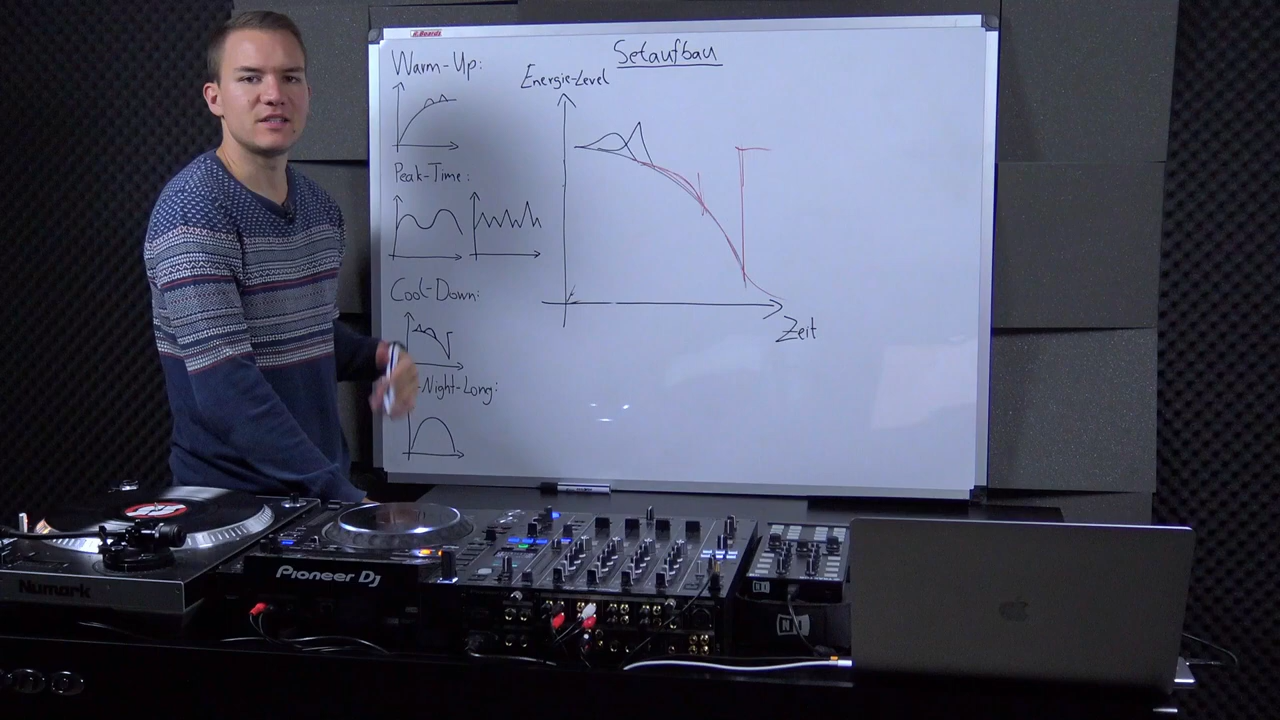 Setaufbau
Warm-Up:
Energie-Level
Peak-Time:
Cool-Down:
-Night-Long:
Zeit
Numark
Pioneer DJ